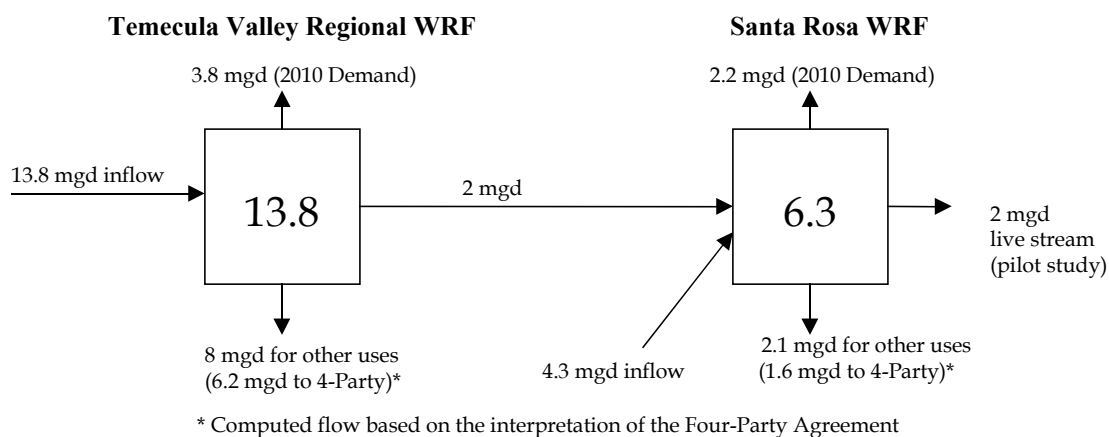 Temecula Valley Regional WRF
Santa Rosa WRF
3.8 mgd (2010 Demand)
2.2 mgd (2010 Demand)
13.8 mgd inflow
13.8
2 mgd
6.3
2 mgd
live stream
(pilot study)
8 mgd for other uses
(6.2 mgd to 4-Party)*
4.3 mgd inflow
2.1 mgd for other uses
(1.6 mgd to 4-Party)*
* Computed flow based on the interpretation of the Four-Party Agreement